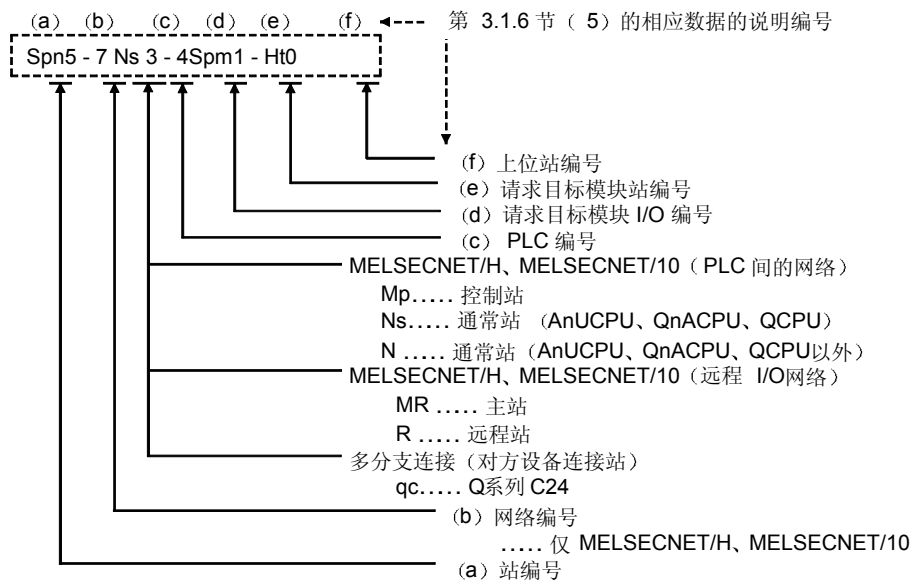 (a) (b) (c) (d) (e) (f) 第 3.1.6 节( 5)的相应数据的说明编号
Spn5 - 7 Ns 3 - 4Spm1 - Ht0
(f) 上位站编号
(e) 请求目标模块站编号
(d) 请求目标模块 I/O 编号
(c) PLC 编号
MELSECNET/H、MELSECNET/10( PLC 间的网络)
Mp..... 控制站
Ns..... 通常站 (AnUCPU、QnACPU、QCPU)
N ..... 通常站(AnUCPU、QnACPU、QCPU以外)
MELSECNET/H、MELSECNET/10(远程 I/O网络)
MR ..... 主站
R ..... 远程站
多分支连接(对方设备连接站)
qc..... Q系列 C24
(b) 网络编号
..... 仅 MELSECNET/H、MELSECNET/10
(a) 站编号